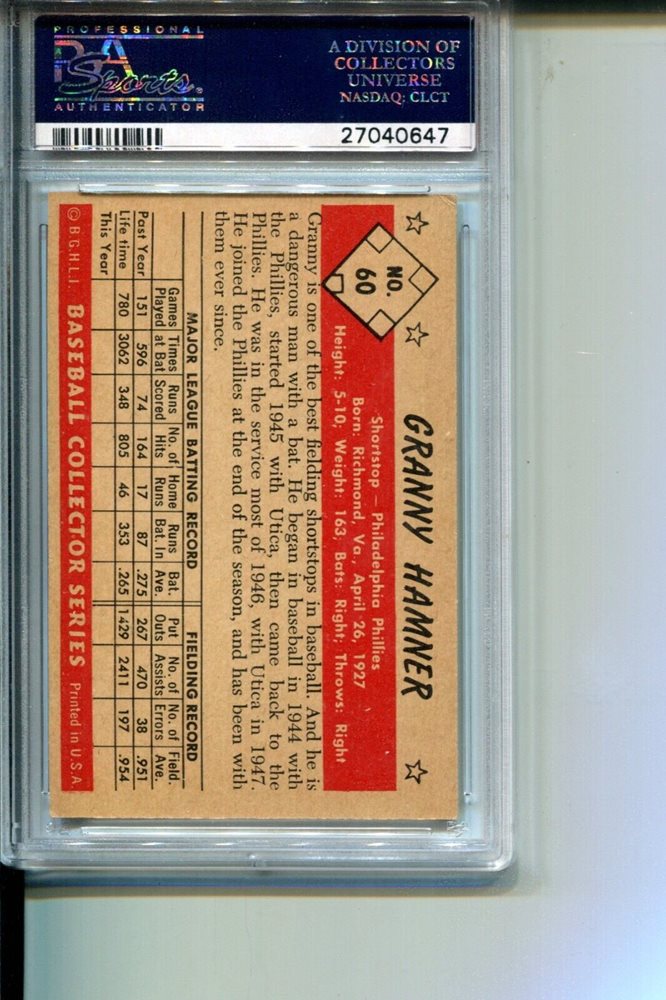 PROFESSIONAL
PSA
Sports
AUTHENTICATOR
A DIVISION OF
COLLECTORS
UNIVERSE
NASDAQ: CLCT
27040647
NO.
60
GRANNY HAMNER
Shortstop — Philadelphia Phillies
Born: Richmond, Va., April 26, 1927
Height: 5-10, Weight: 163, Bats: Right; Throws: Right
Granny is one of the best fielding shortstops in baseball. And he is
a dangerous man with a bat. He began in baseball in 1944 with
the Phillies, started 1945 with Utica, then came back to the
Phillies. He was in the service most of 1946, with Utica in 1947.
He joined the Phillies at the end of the season, and has been with
them ever since.
MAJOR LEAGUE BATTING RECORD FIELDING RECORD
Games Times Runs No. of Home Runs Bat. Put No. of No. of Field.
Played at Bat Scored Hits Runs Bat. In Ave. Outs Assists Errors Ave.
Past Year 151 596 74 164 17 87 .275 267 470 38 .951
Life time 780 3062 348 805 46 353 .265 1429 2411 197 .954
This Year
© B.G.H.L.I. BASEBALL COLLECTOR SERIES Printed in U.S.A.